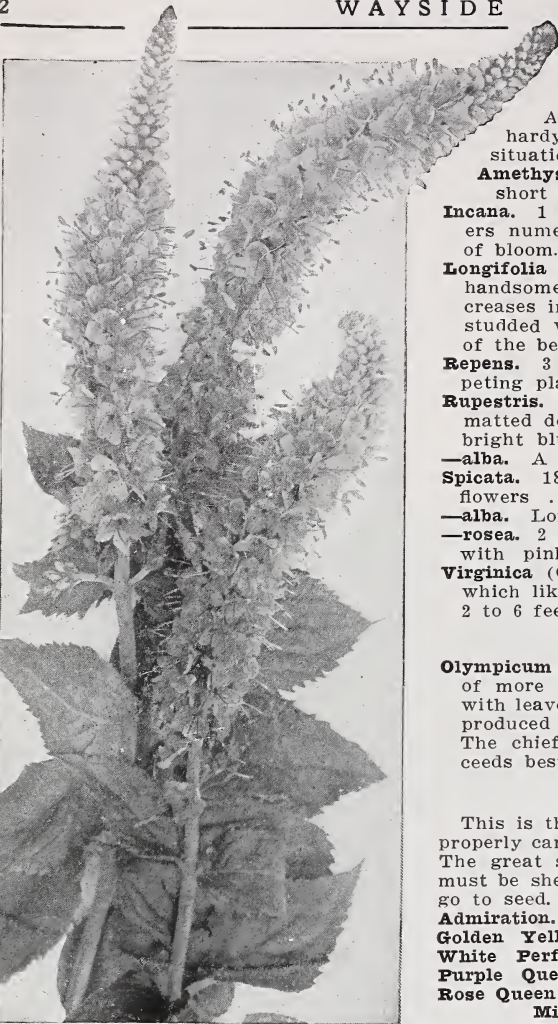 2
WAYSIDE
A
hardy
situati
Amethys
short
Incana. 1
ers nume
of bloom.
Longifolia
handsome
creases in
studded
of the be
Repens. 3
peting pla
Rupestris.
matted de
bright bl
—alba. A
Spicata. 18
flowers .
—alba. Lo
—rosea. 2
with pin
Virginica (
which lik
2 to 6 fee
Olympicum
of more
with leav
produced
The chief
ceeds bes
This is th
properly car
The great s
must be she
go to seed.
Admiration.
Golden Yell
White Perf
Purple Que
Rose Queen
Mi